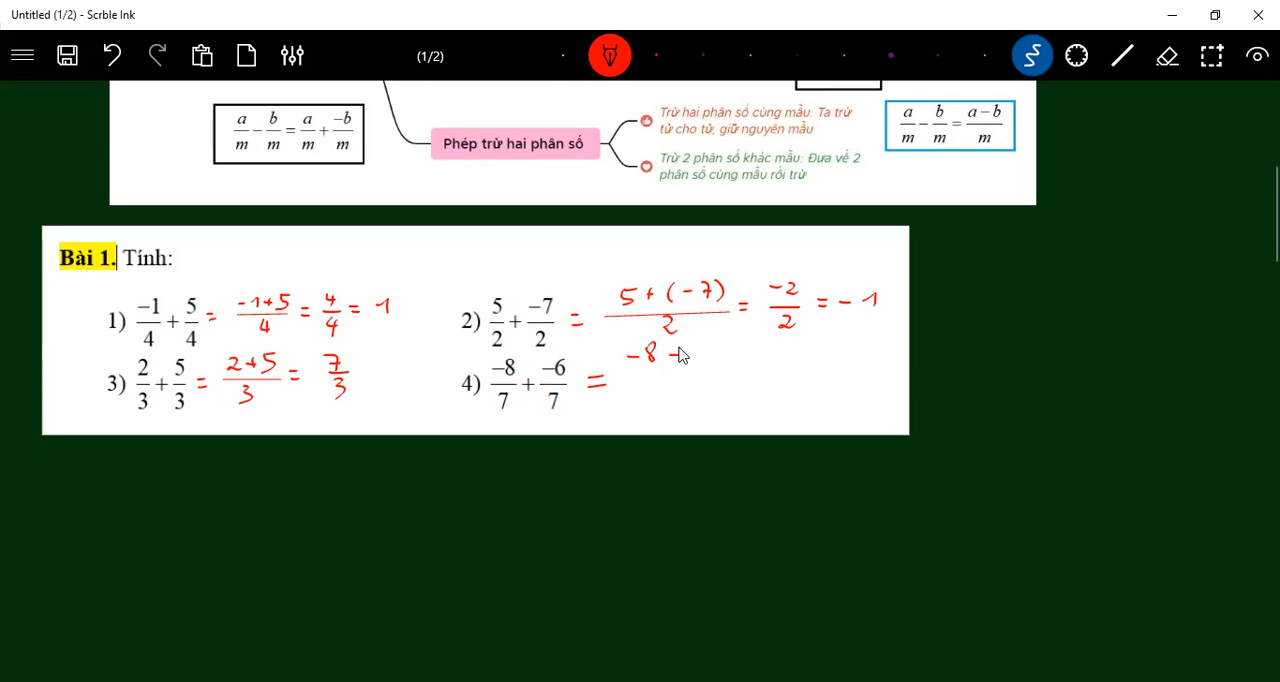 Untitled (1/2) - Scrble Ink
(1/2)
a/m - b/m = a/m + -b/m
Phép trừ hai phân số
Trừ hai phân số cùng mẫu: Ta trừ
tử cho tử, giữ nguyên mẫu
Trừ 2 phân số khác mẫu: Đưa về 2
phân số cùng mẫu rồi trừ
a/m - b/m = a-b/m
Bài 1. Tính:
1) -1/4 + 5/4 = -1+5/4 = 4/4 = 1
2) 5/2 + -7/2 = 5+(-7)/2 = -2/2 = -1
3) 2/3 + 5/3 = 2+5/3 = 7/3
4) -8/7 + -6/7 = -8 -